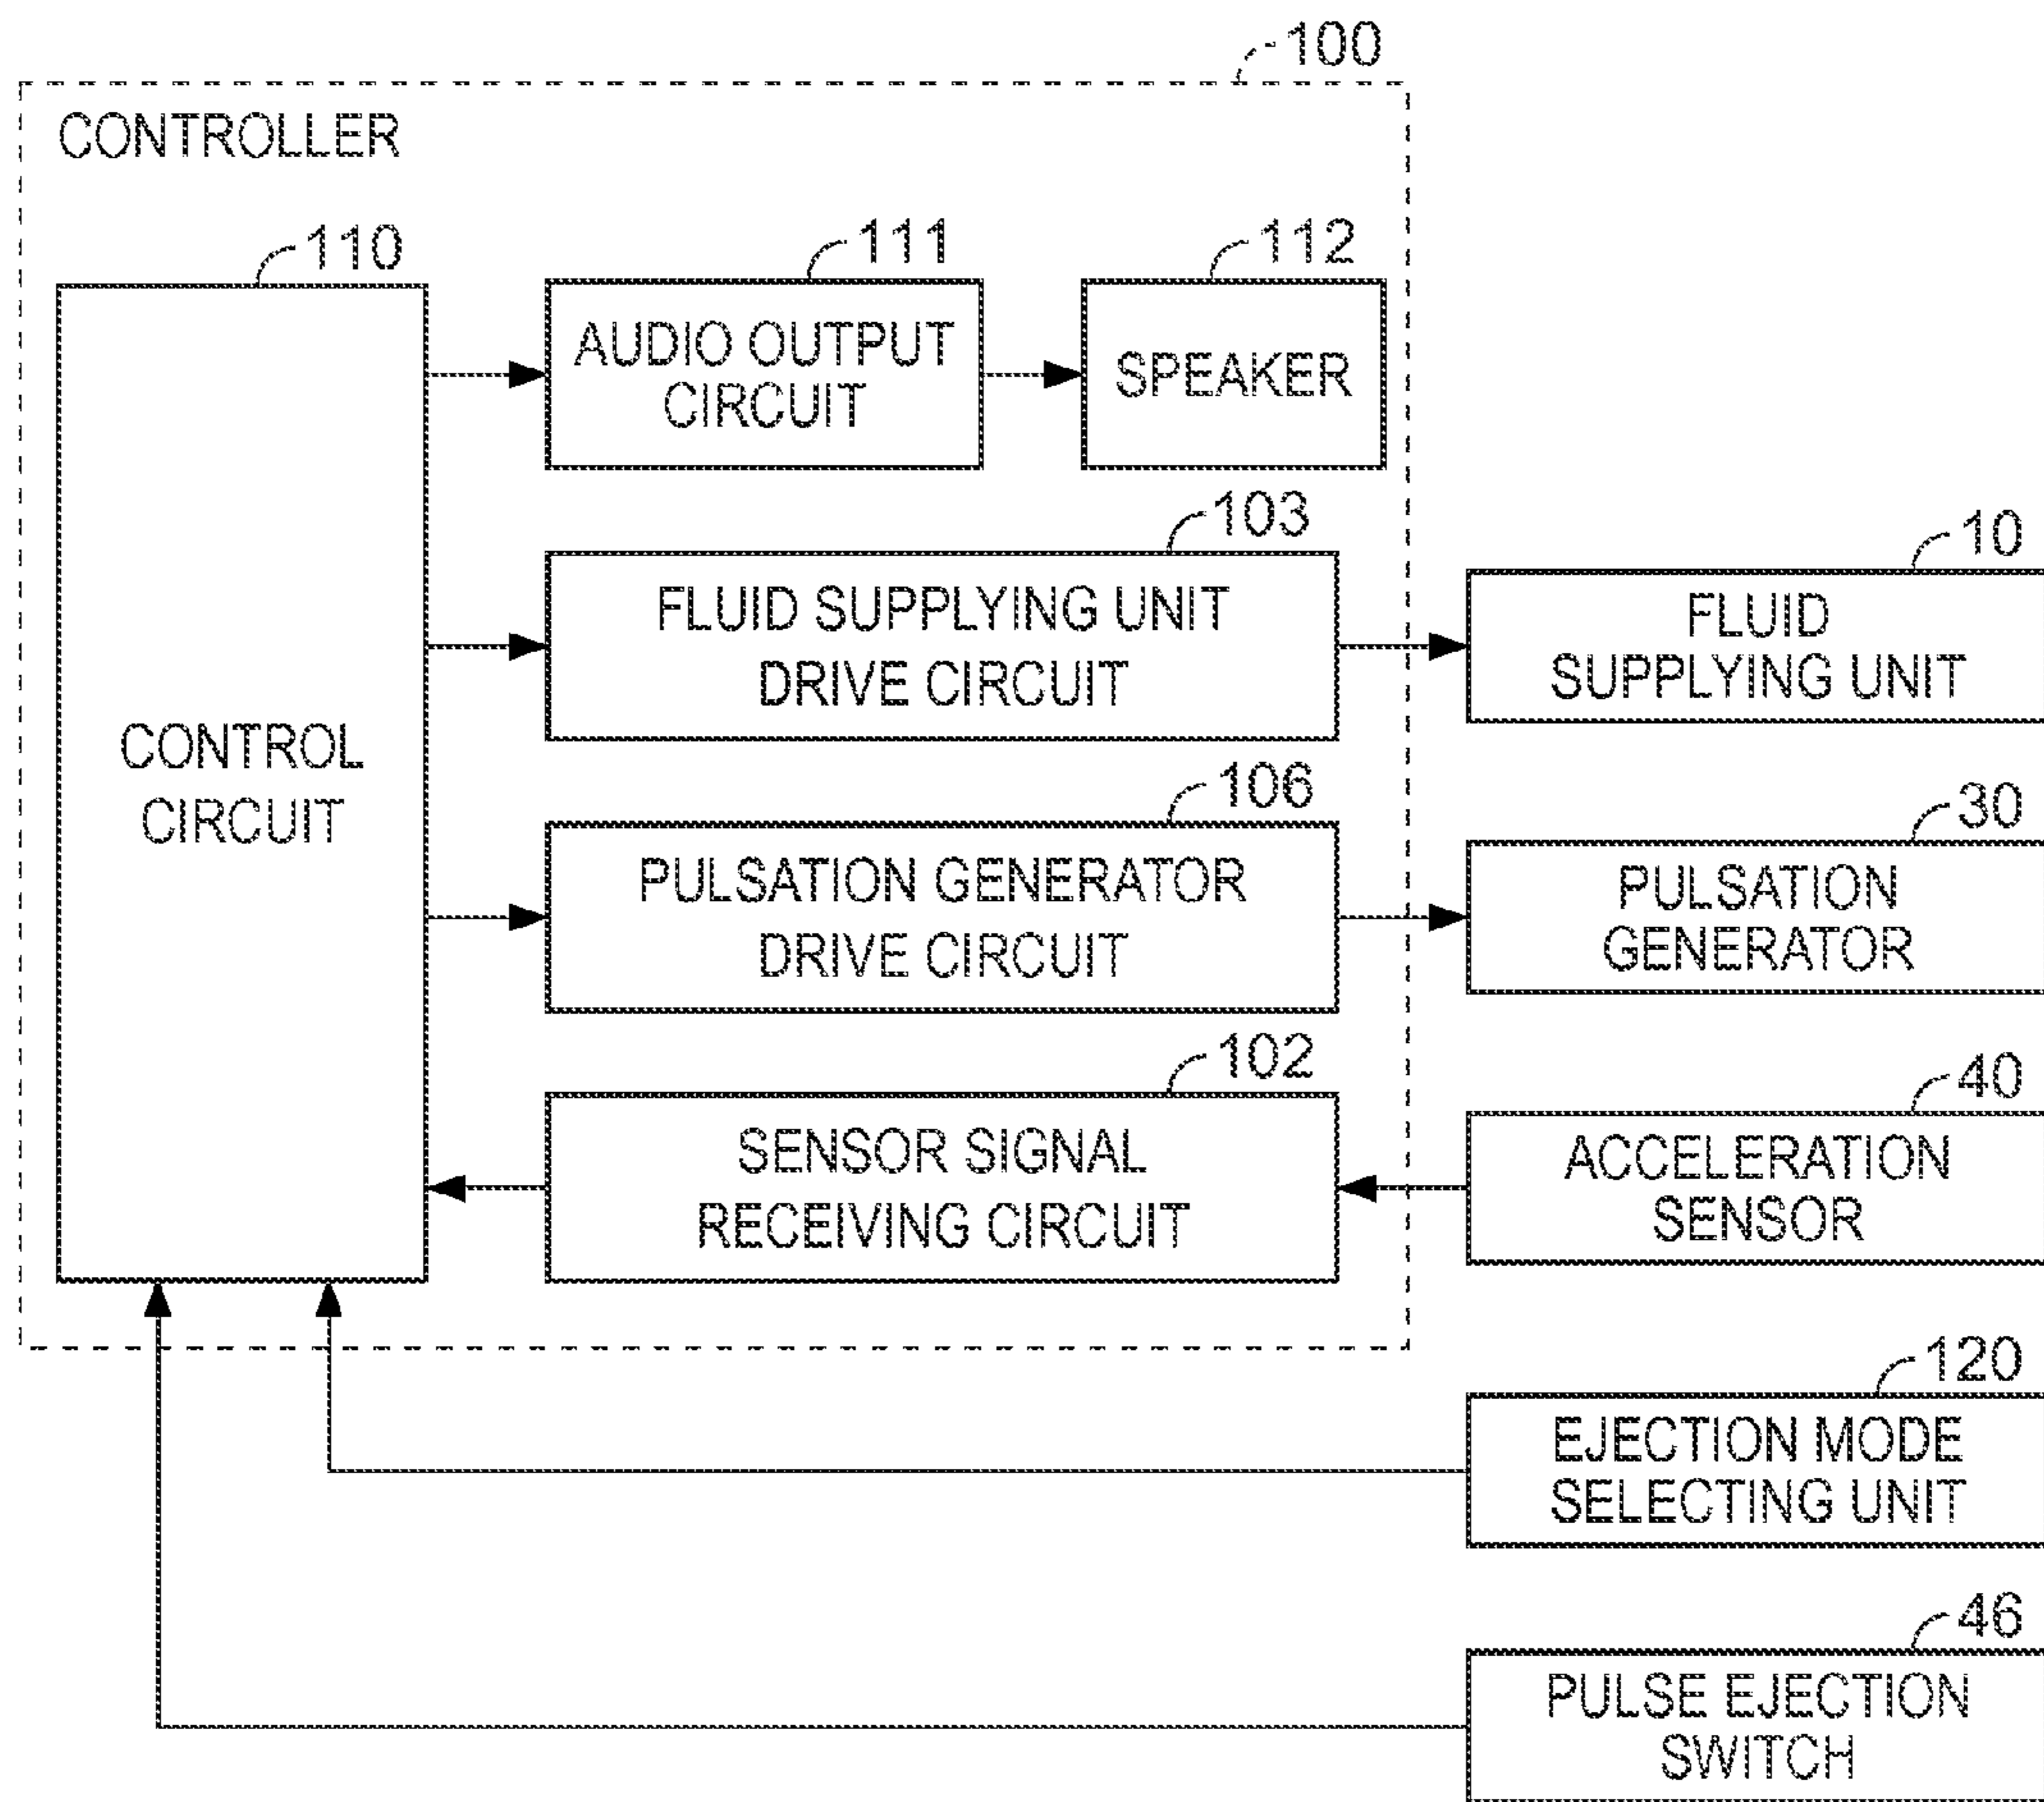 100
CONTROLLER
110
111
112
AUDIO OUTPUT
CIRCUIT
SPEAKER
103
10
FLUID SUPPLYING UNIT
DRIVE CIRCUIT
FLUID
SUPPLYING UNIT
CONTROL
CIRCUIT
106
30
PULSATION GENERATOR
DRIVE CIRCUIT
PULSATION
GENERATOR
102
40
SENSOR SIGNAL
RECEIVING CIRCUIT
ACCELERATION
SENSOR
120
EJECTION MODE
SELECTING UNIT
46
PULSE EJECTION
SWITCH